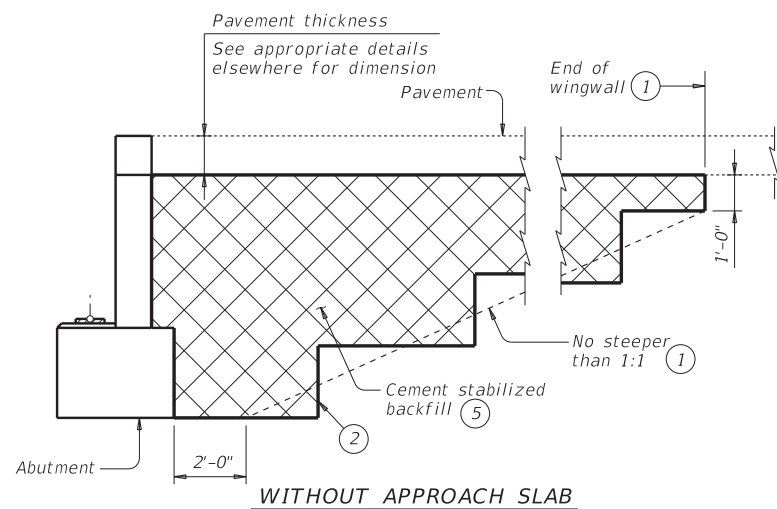 Pavement thickness
See appropriate details
elsewhere for dimension
End of
wingwall 1
Pavement
1'-0"
No steeper
than 1:1 1
Cement stabilized
backfill 5
2
2'-0"
Abutment
WITHOUT APPROACH SLAB